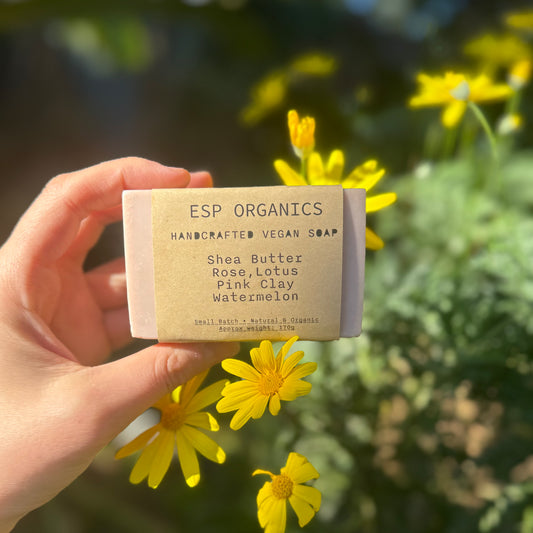 ESP ORGANICS
HANDCRAFTED VEGAN SOAP
Shea Butter
Rose,Lotus
Pink Clay
Watermelon
Small Batch • Natural & Organic
Approx weight: 170g